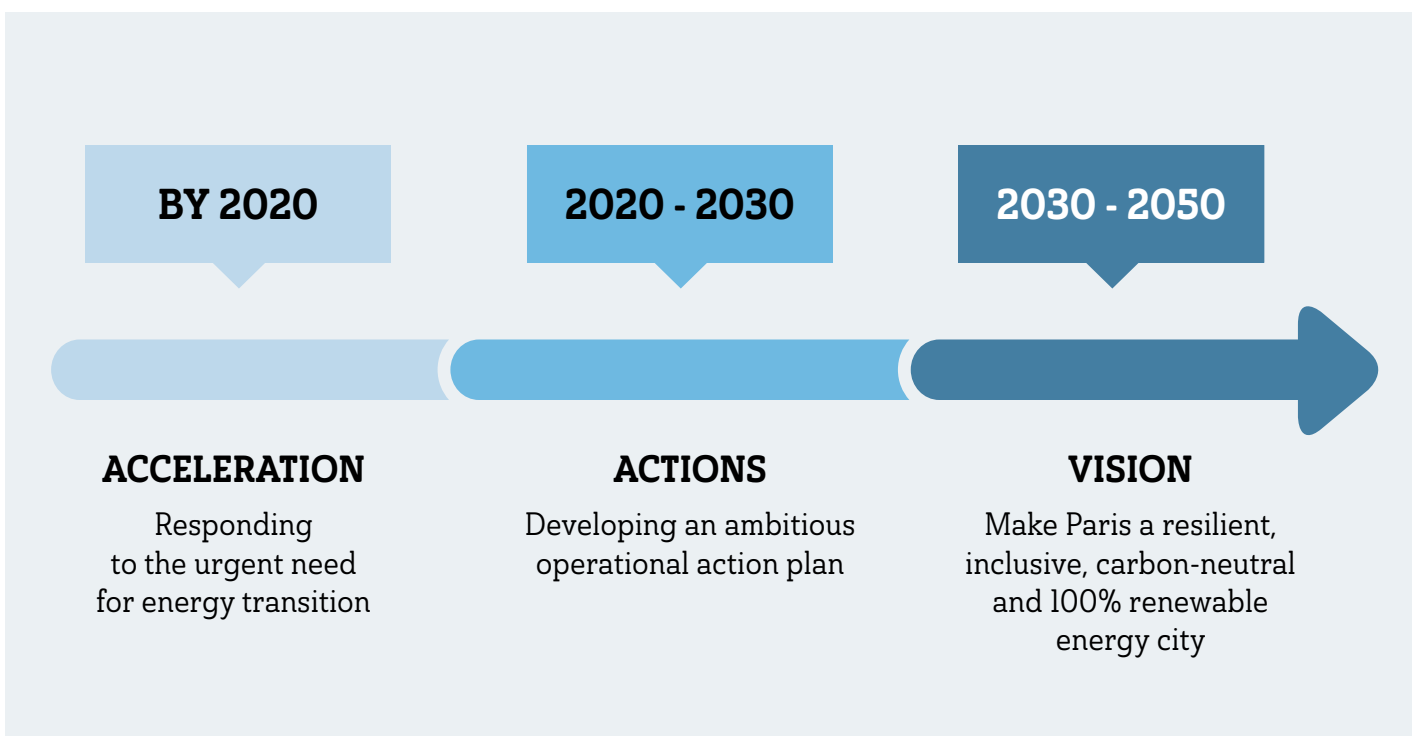 BY 2020
2020 - 2030
2030 - 2050
ACCELERATION
Responding
to the urgent need
for energy transition
ACTIONS
Developing an ambitious
operational action plan
VISION
Make Paris a resilient,
inclusive, carbon-neutral
and 100% renewable
energy city